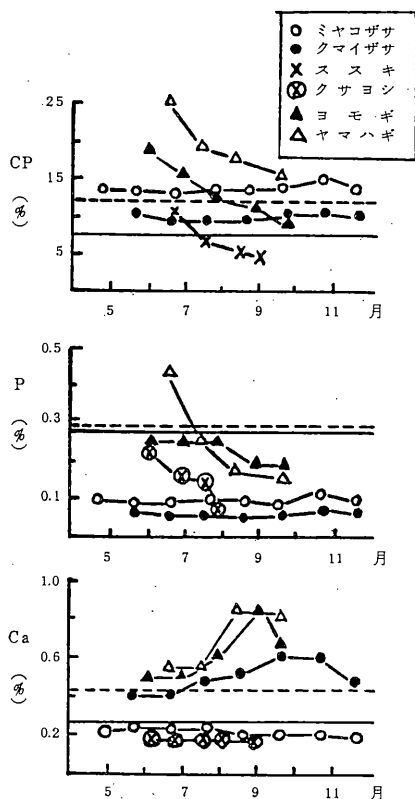 ミヤコザサ
クマイザサ
ススキ
クサヨシ
ヨモギ
ヤマハギ
25
CP
15
(%)
5
5 7 9 11 月
0.5
P
0.3
(%)
0.1
5 7 9 11 月
1.0
Ca
0.6
(%)
0.2
5 7 9 11 月